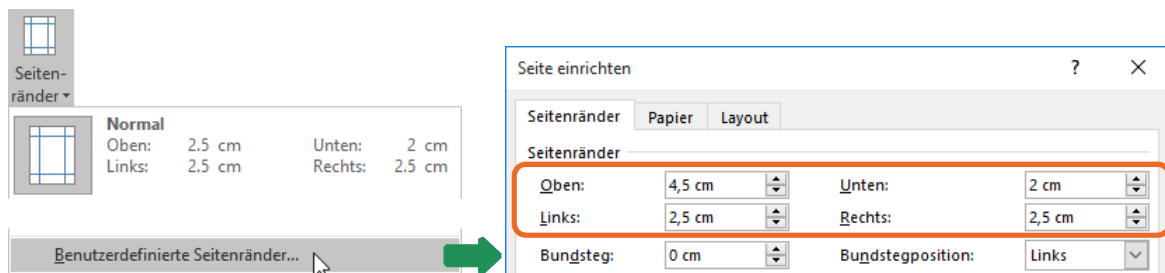 Seiten-
ränder
Normal
Oben: 2.5 cm Unten: 2 cm
Links: 2.5 cm Rechts: 2.5 cm
Benutzerdefinierte Seitenränder...
Seite einrichten ? ×
Seitenränder Papier Layout
Seitenränder
Oben: 4,5 cm Unten: 2 cm
Links: 2,5 cm Rechts: 2,5 cm
Bundsteg: 0 cm Bundstegposition: Links